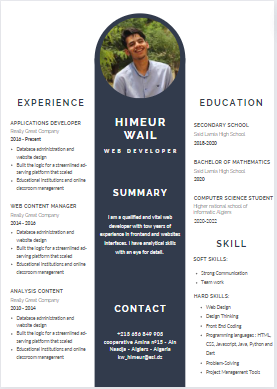 EXPERIENCE
APPLICATIONS DEVELOPER
Really Great Company
2016 - Present
Database administration and
website design
Built the logic for a streamlined ad-
serving platform that scaled
Educational institutions and online
classroom management
WEB CONTENT MANAGER
Really Great Company
2014 - 2016
Database administration and
website design
Built the logic for a streamlined ad-
serving platform that scaled
Educational institutions and online
classroom management
ANALYSIS CONTENT
Really Great Company
2010 - 2014
Database administration and
website design
Built the logic for a streamlined ad-
serving platform that scaled
Educational institutions and online
classroom management
HIMEUR
WAIL
WEB DEVELOPER
SUMMARY
I am a qualified and vital web
developer with tow years of
experience in frontend and websites
interfaces. I have analytical skills
with an eye for detail.
CONTACT
+213 656 849 908
cooperative Amine n°15 - Ain
Naadja - Algiers - Algeria
kw_himeur@esi.dz
EDUCATION
SECONDARY SCHOOL
Said Lamox High School
2018-2020
BACHELOR OF MATHEMATICS
Said Lamox High School
2020
COMPUTER SCIENCE STUDENT
Higher national school of
informatic Algiers
2020-2022
SKILL
SOFT SKILLS:
Strong Communication
Team work
HARD SKILLS:
Web Design
Design Thinking
Front End Coding
Programming languages : HTML,
CSS, Javascript, Java, Python and
Dart
Problem-Solving
Project Management Tools